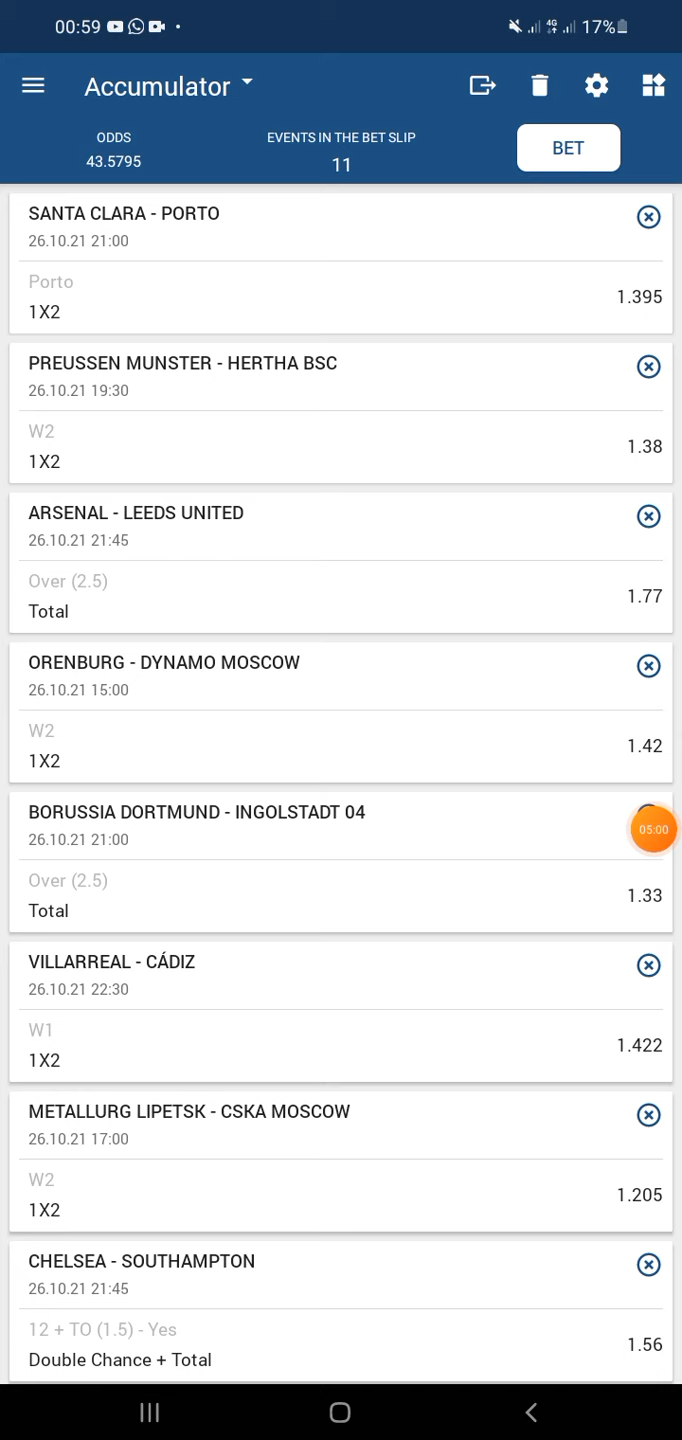 00:59
4G
17%
Accumulator
ODDS
EVENTS IN THE BET SLIP
BET
43.5795
11
SANTA CLARA - PORTO
26.10.21 21:00
Porto
1.395
1X2
PREUSSEN MUNSTER - HERTHA BSC
26.10.21 19:30
W2
1.38
1X2
ARSENAL - LEEDS UNITED
26.10.21 21:45
Over (2.5)
1.77
Total
ORENBURG - DYNAMO MOSCOW
26.10.21 15:00
W2
1.42
1X2
BORUSSIA DORTMUND - INGOLSTADT 04
05:00
26.10.21 21:00
Over (2.5)
1.33
Total
VILLARREAL - CÁDIZ
26.10.21 22:30
W1
1.422
1X2
METALLURG LIPETSK - CSKA MOSCOW
26.10.21 17:00
W2
1.205
1X2
CHELSEA - SOUTHAMPTON
26.10.21 21:45
12 + TO (1.5) - Yes
1.56
Double Chance + Total